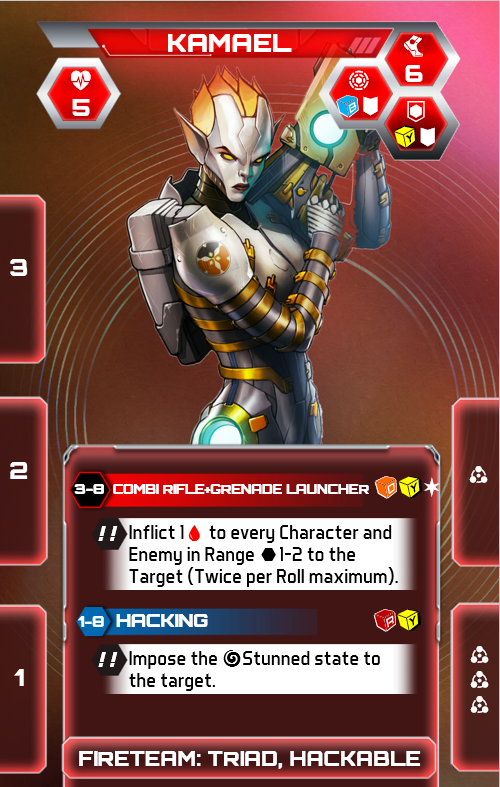 KAMAEL
5
6
B
Y
3
2
1
3-8 COMBI RIFLE+GRENADE LAUNCHER O Y
!! Inflict 1 to every Character and
Enemy in Range 1-2 to the
Target (Twice per Roll maximum).
1-8 HACKING R Y
!! Impose the Stunned state to
the target.
FIRETEAM: TRIAD, HACKABLE